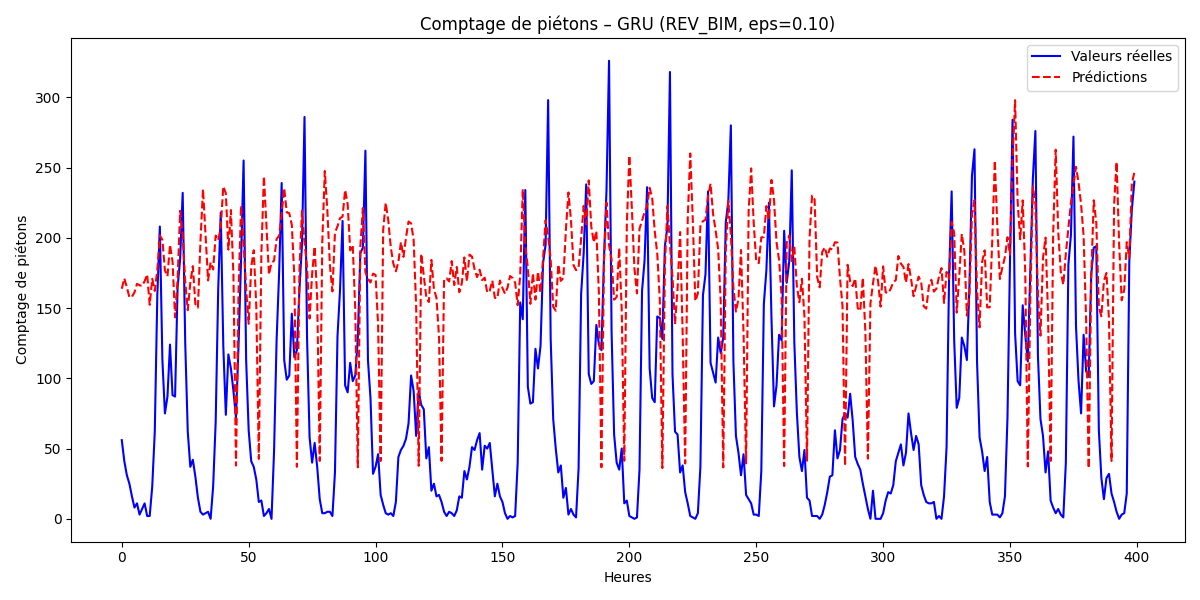 Comptage de piétons – GRU (REV_BIM, eps=0.10)
Valeurs réelles
Prédictions
Comptage de piétons
300
250
200
150
100
50
0
0 50 100 150 200 250 300 350 400
Heures